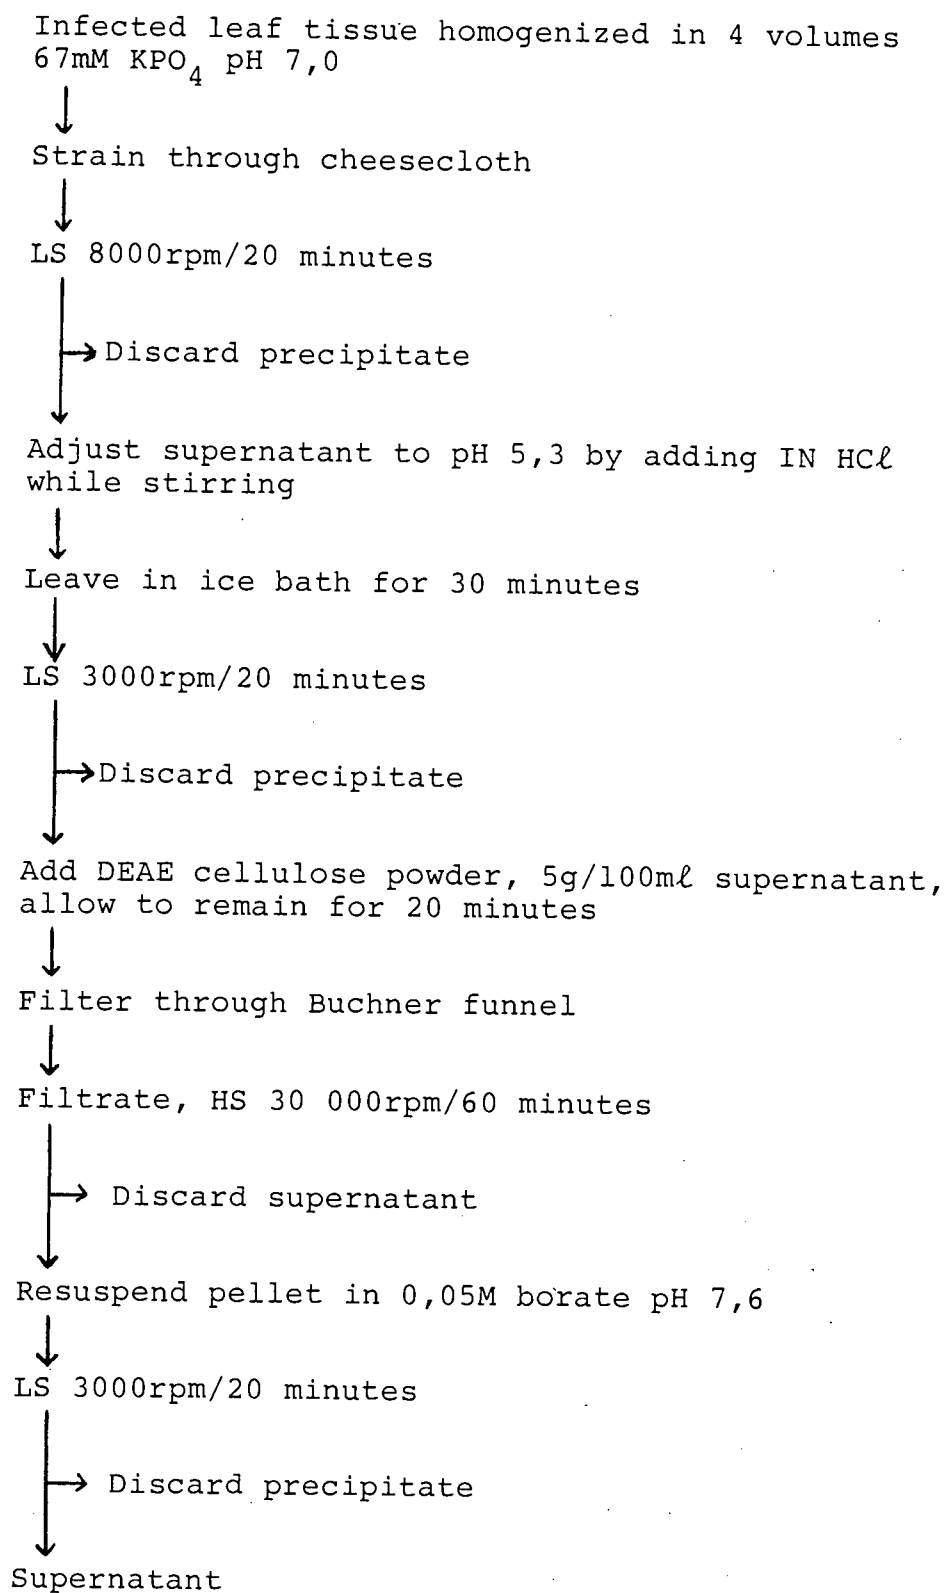 Infected leaf tissue homogenized in 4 volumes
67mM KPO4 pH 7,0
Strain through cheesecloth
LS 8000rpm/20 minutes
Discard precipitate
Adjust supernatant to pH 5,3 by adding IN HCℓ
while stirring
Leave in ice bath for 30 minutes
LS 3000rpm/20 minutes
Discard precipitate
Add DEAE cellulose powder, 5g/100mℓ supernatant,
allow to remain for 20 minutes
Filter through Buchner funnel
Filtrate, HS 30 000rpm/60 minutes
Discard supernatant
Resuspend pellet in 0,05M borate pH 7,6
LS 3000rpm/20 minutes
Discard precipitate
Supernatant